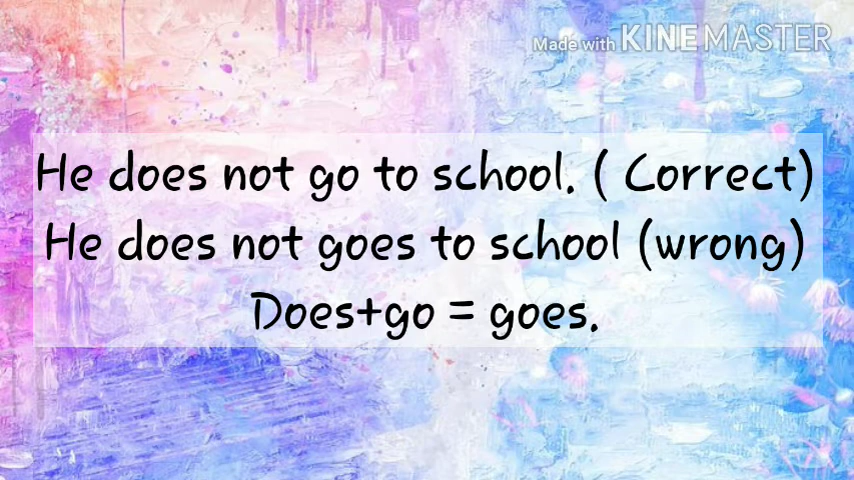 Made with KINEMASTER
He does not go to school. ( Correct)
He does not goes to school (wrong)
Does+go = goes.